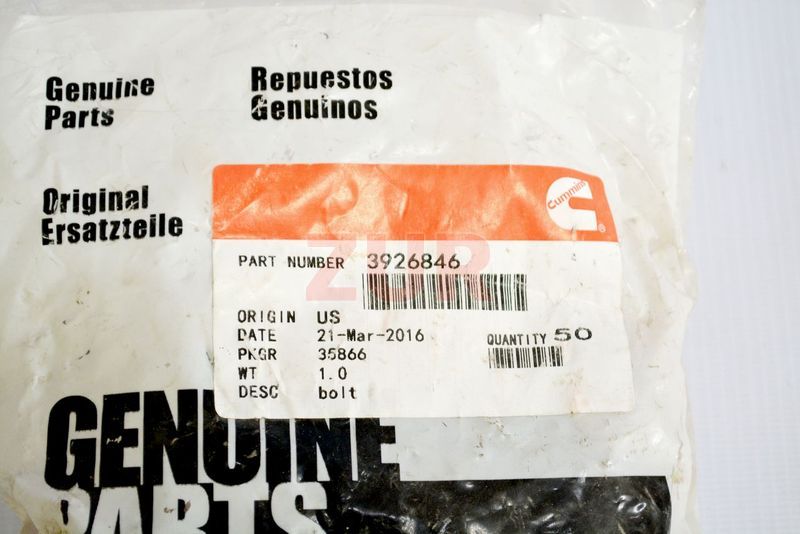 Genuine
Parts
Repuestos
Genuinos
Original
Ersatzteile
Cummins
®
ZUR
PART NUMBER 3926846
ORIGIN US
DATE 21-Mar-2016
PKGR 35866
WT 1.0
DESC bolt
QUANTITY 50
GENUINE
PARTS